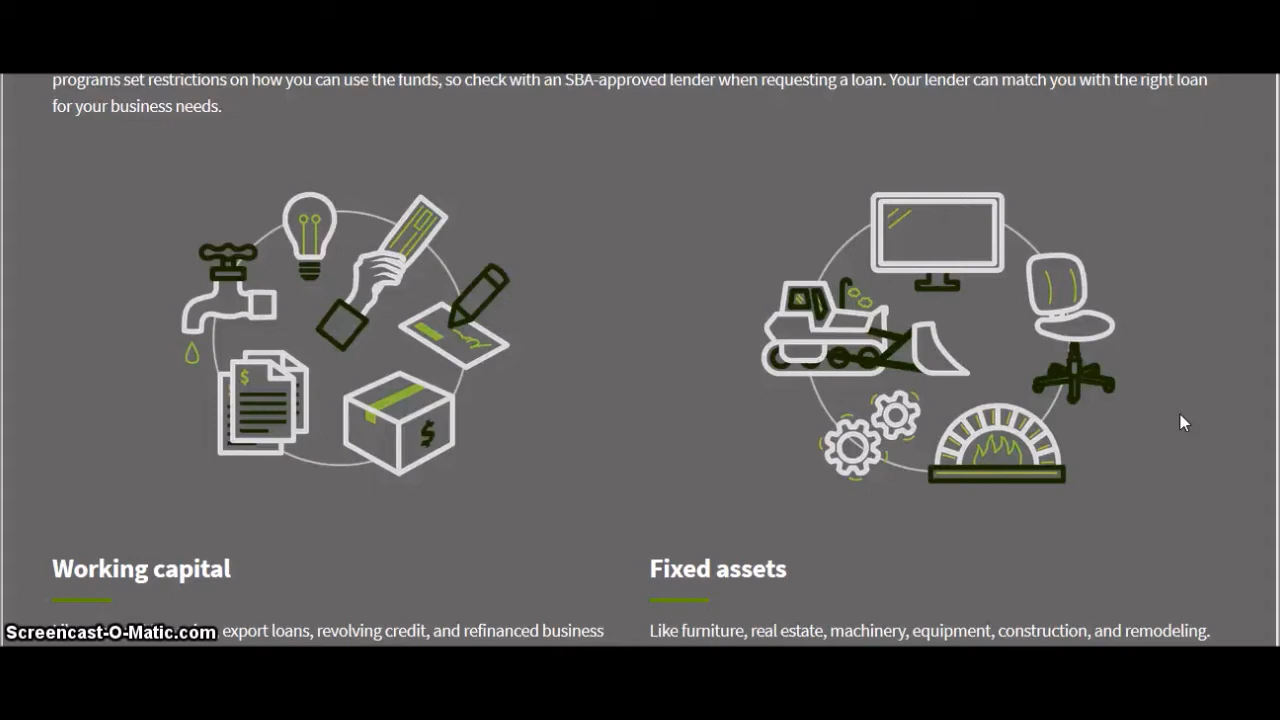 programs set restrictions on how you can use the funds, so check with an SBA-approved lender when requesting a loan. Your lender can match you with the right loan
for your business needs.
$
$
Working capital
Fixed assets
export loans, revolving credit, and refinanced business
Like furniture, real estate, machinery, equipment, construction, and remodeling.
Screencast-O-Matic.com